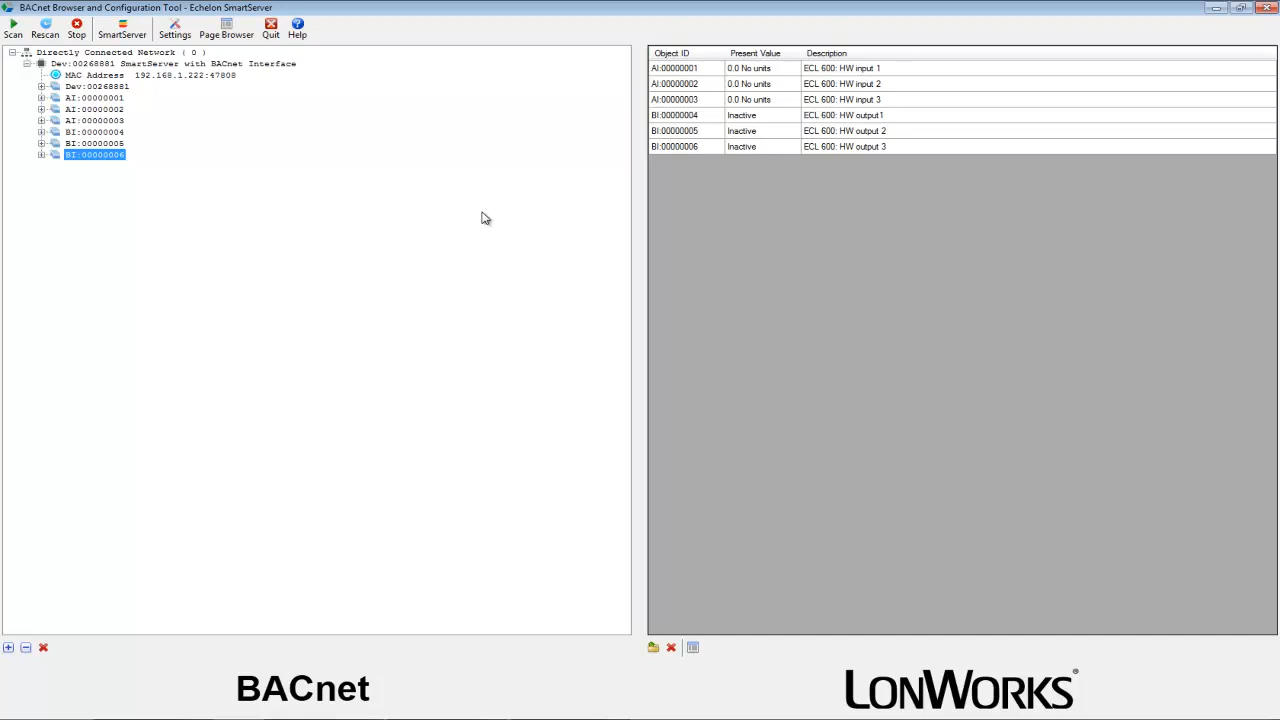 BACnet Browser and Configuration Tool - Echelon SmartServer
Scan Rescan Stop SmartServer Settings Page Browser Quit Help
Directly Connected Network ( 0 )
Dev:00268881 SmartServer with BACnet Interface
MAC Address 192.168.1.222:47808
Dev:00268881
AI:00000001
AI:00000002
AI:00000003
BI:00000004
BI:00000005
BI:00000006
Object ID Present Value Description
AI:00000001 0.0 No units ECL 600: HW input 1
AI:00000002 0.0 No units ECL 600: HW input 2
AI:00000003 0.0 No units ECL 600: HW input 3
BI:00000004 Inactive ECL 600: HW output1
BI:00000005 Inactive ECL 600: HW output 2
BI:00000006 Inactive ECL 600: HW output 3
BACnet
LONWORKS®